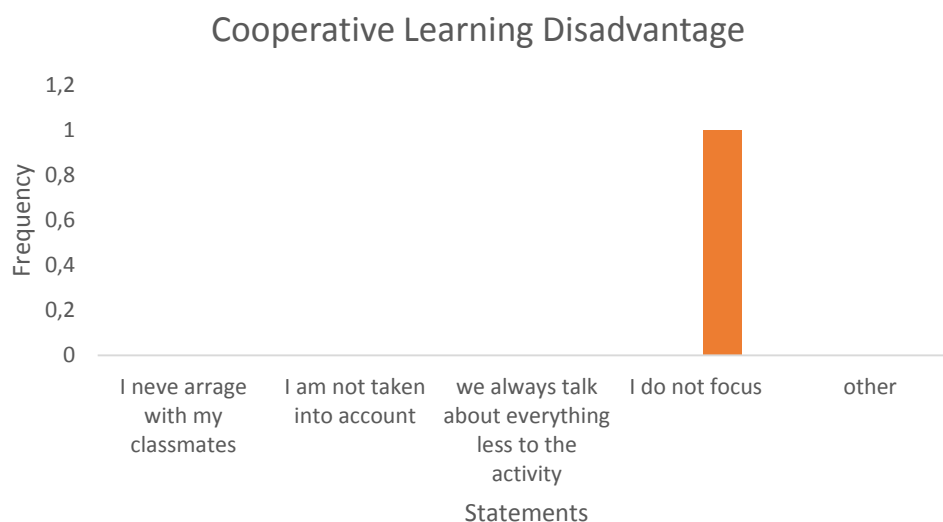 Cooperative Learning Disadvantage
1,2
1
0,8
0,6
0,4
0,2
0
Frequency
I neve arrage
with my
classmates
I am not taken
into account
we always talk
about everything
less to the
activity
I do not focus
other
Statements